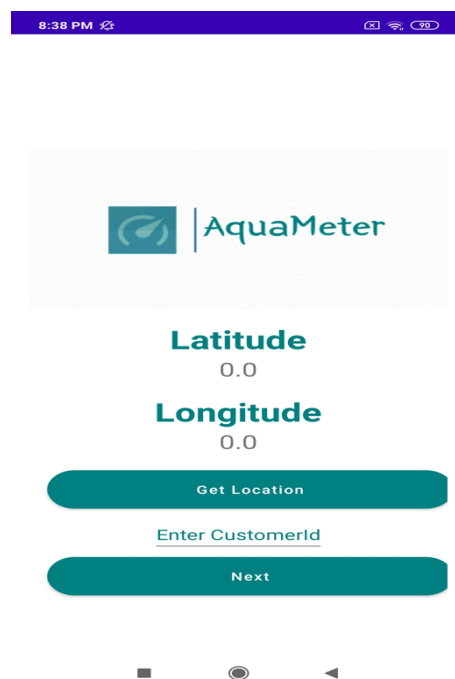 8:38 PM
90
AquaMeter
Latitude
0.0
Longitude
0.0
Get Location
Enter CustomerId
Next